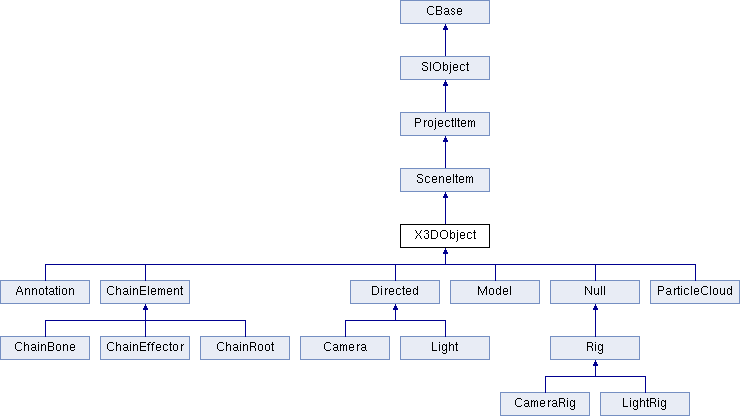 CBase
SIObject
ProjectItem
SceneItem
X3DObject
Annotation ChainElement Directed Model Null ParticleCloud
ChainBone ChainEffector ChainRoot Camera Light Rig
CameraRig LightRig